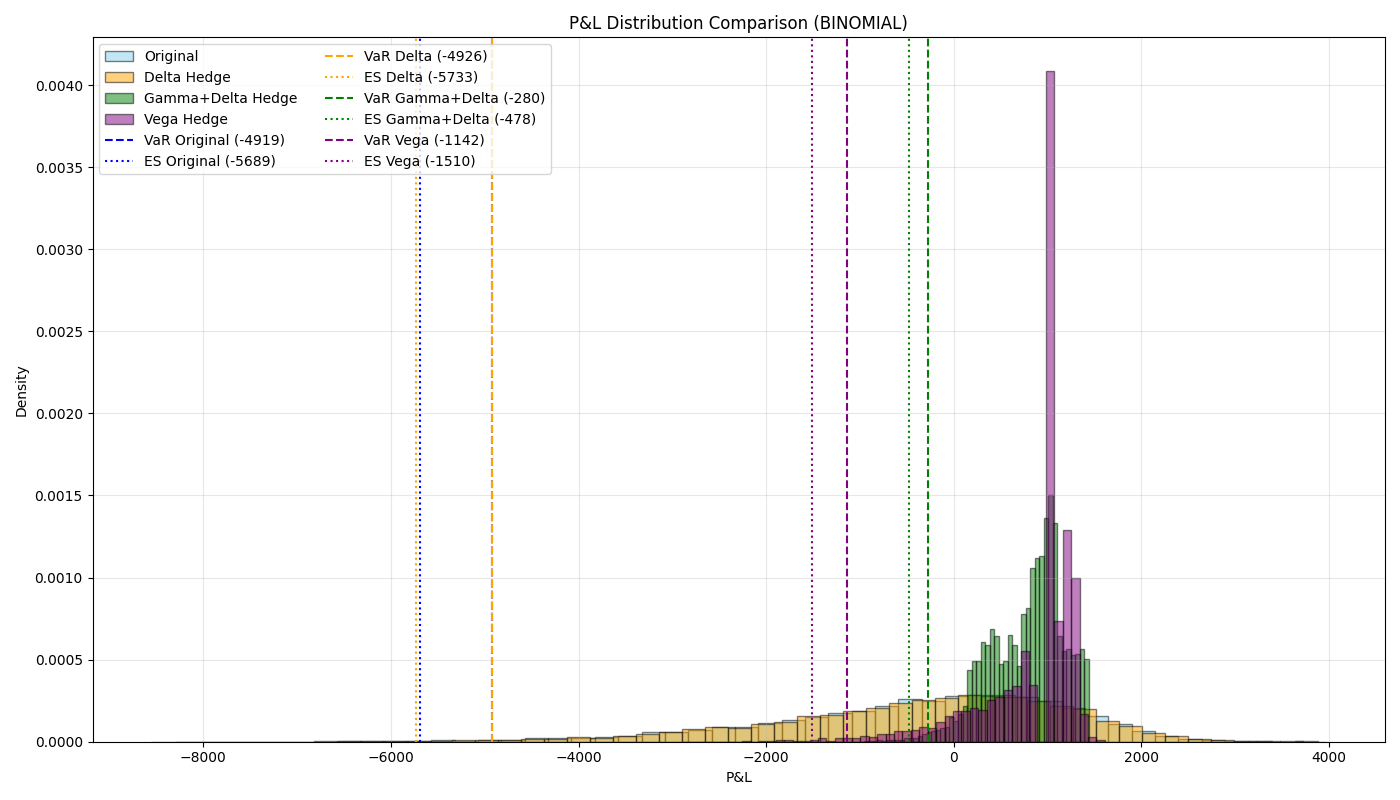 P&L Distribution Comparison (BINOMIAL)
Original
Delta Hedge
Gamma+Delta Hedge
Vega Hedge
VaR Original (-4919)
ES Original (-5689)
VaR Delta (-4926)
ES Delta (-5733)
VaR Gamma+Delta (-280)
ES Gamma+Delta (-478)
VaR Vega (-1142)
ES Vega (-1510)
Density
0.0040
0.0035
0.0030
0.0025
0.0020
0.0015
0.0010
0.0005
0.0000
−8000 −6000 −4000 −2000 0 2000 4000
P&L